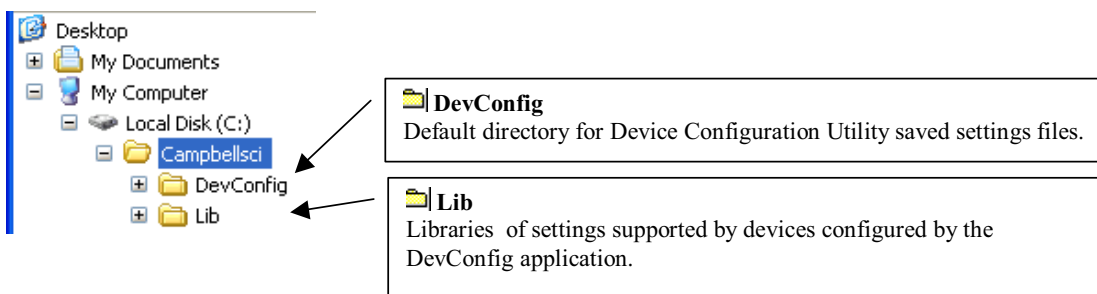 Desktop
My Documents
My Computer
Local Disk (C:)
Campbellsci
DevConfig
Lib
DevConfig
Default directory for Device Configuration Utility saved settings files.
Lib
Libraries of settings supported by devices configured by the
DevConfig application.